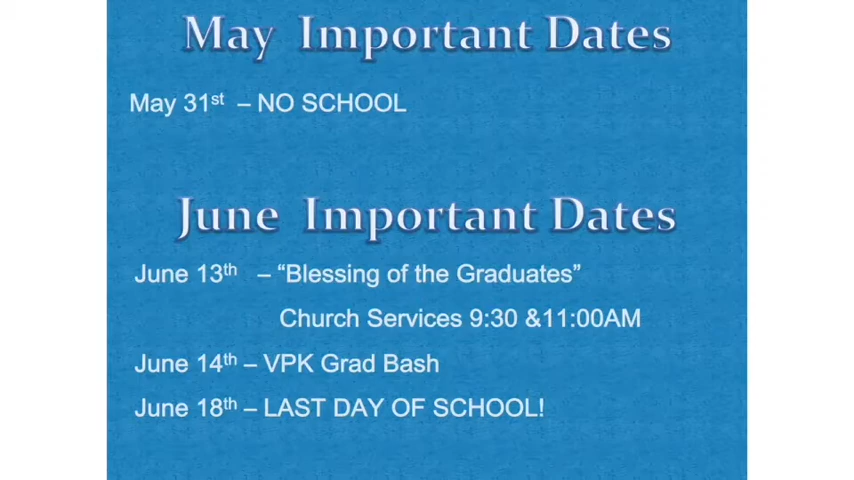 May Important Dates
May 31st – NO SCHOOL
June Important Dates
June 13th – “Blessing of the Graduates”
Church Services 9:30 &11:00AM
June 14th – VPK Grad Bash
June 18th – LAST DAY OF SCHOOL!